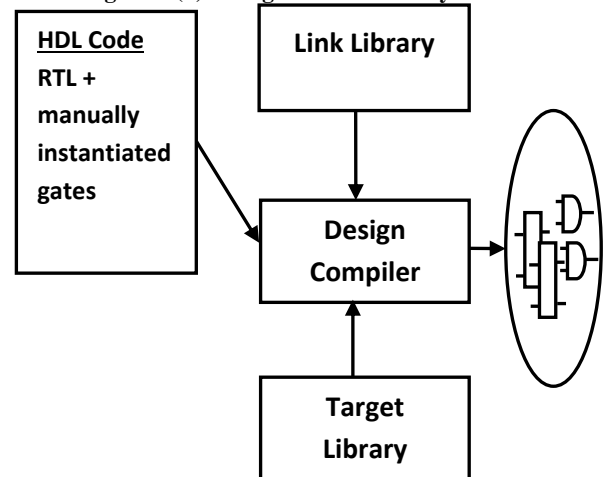 HDL Code
RTL +
manually
instantiated
gates
Link Library
Design
Compiler
Target
Library